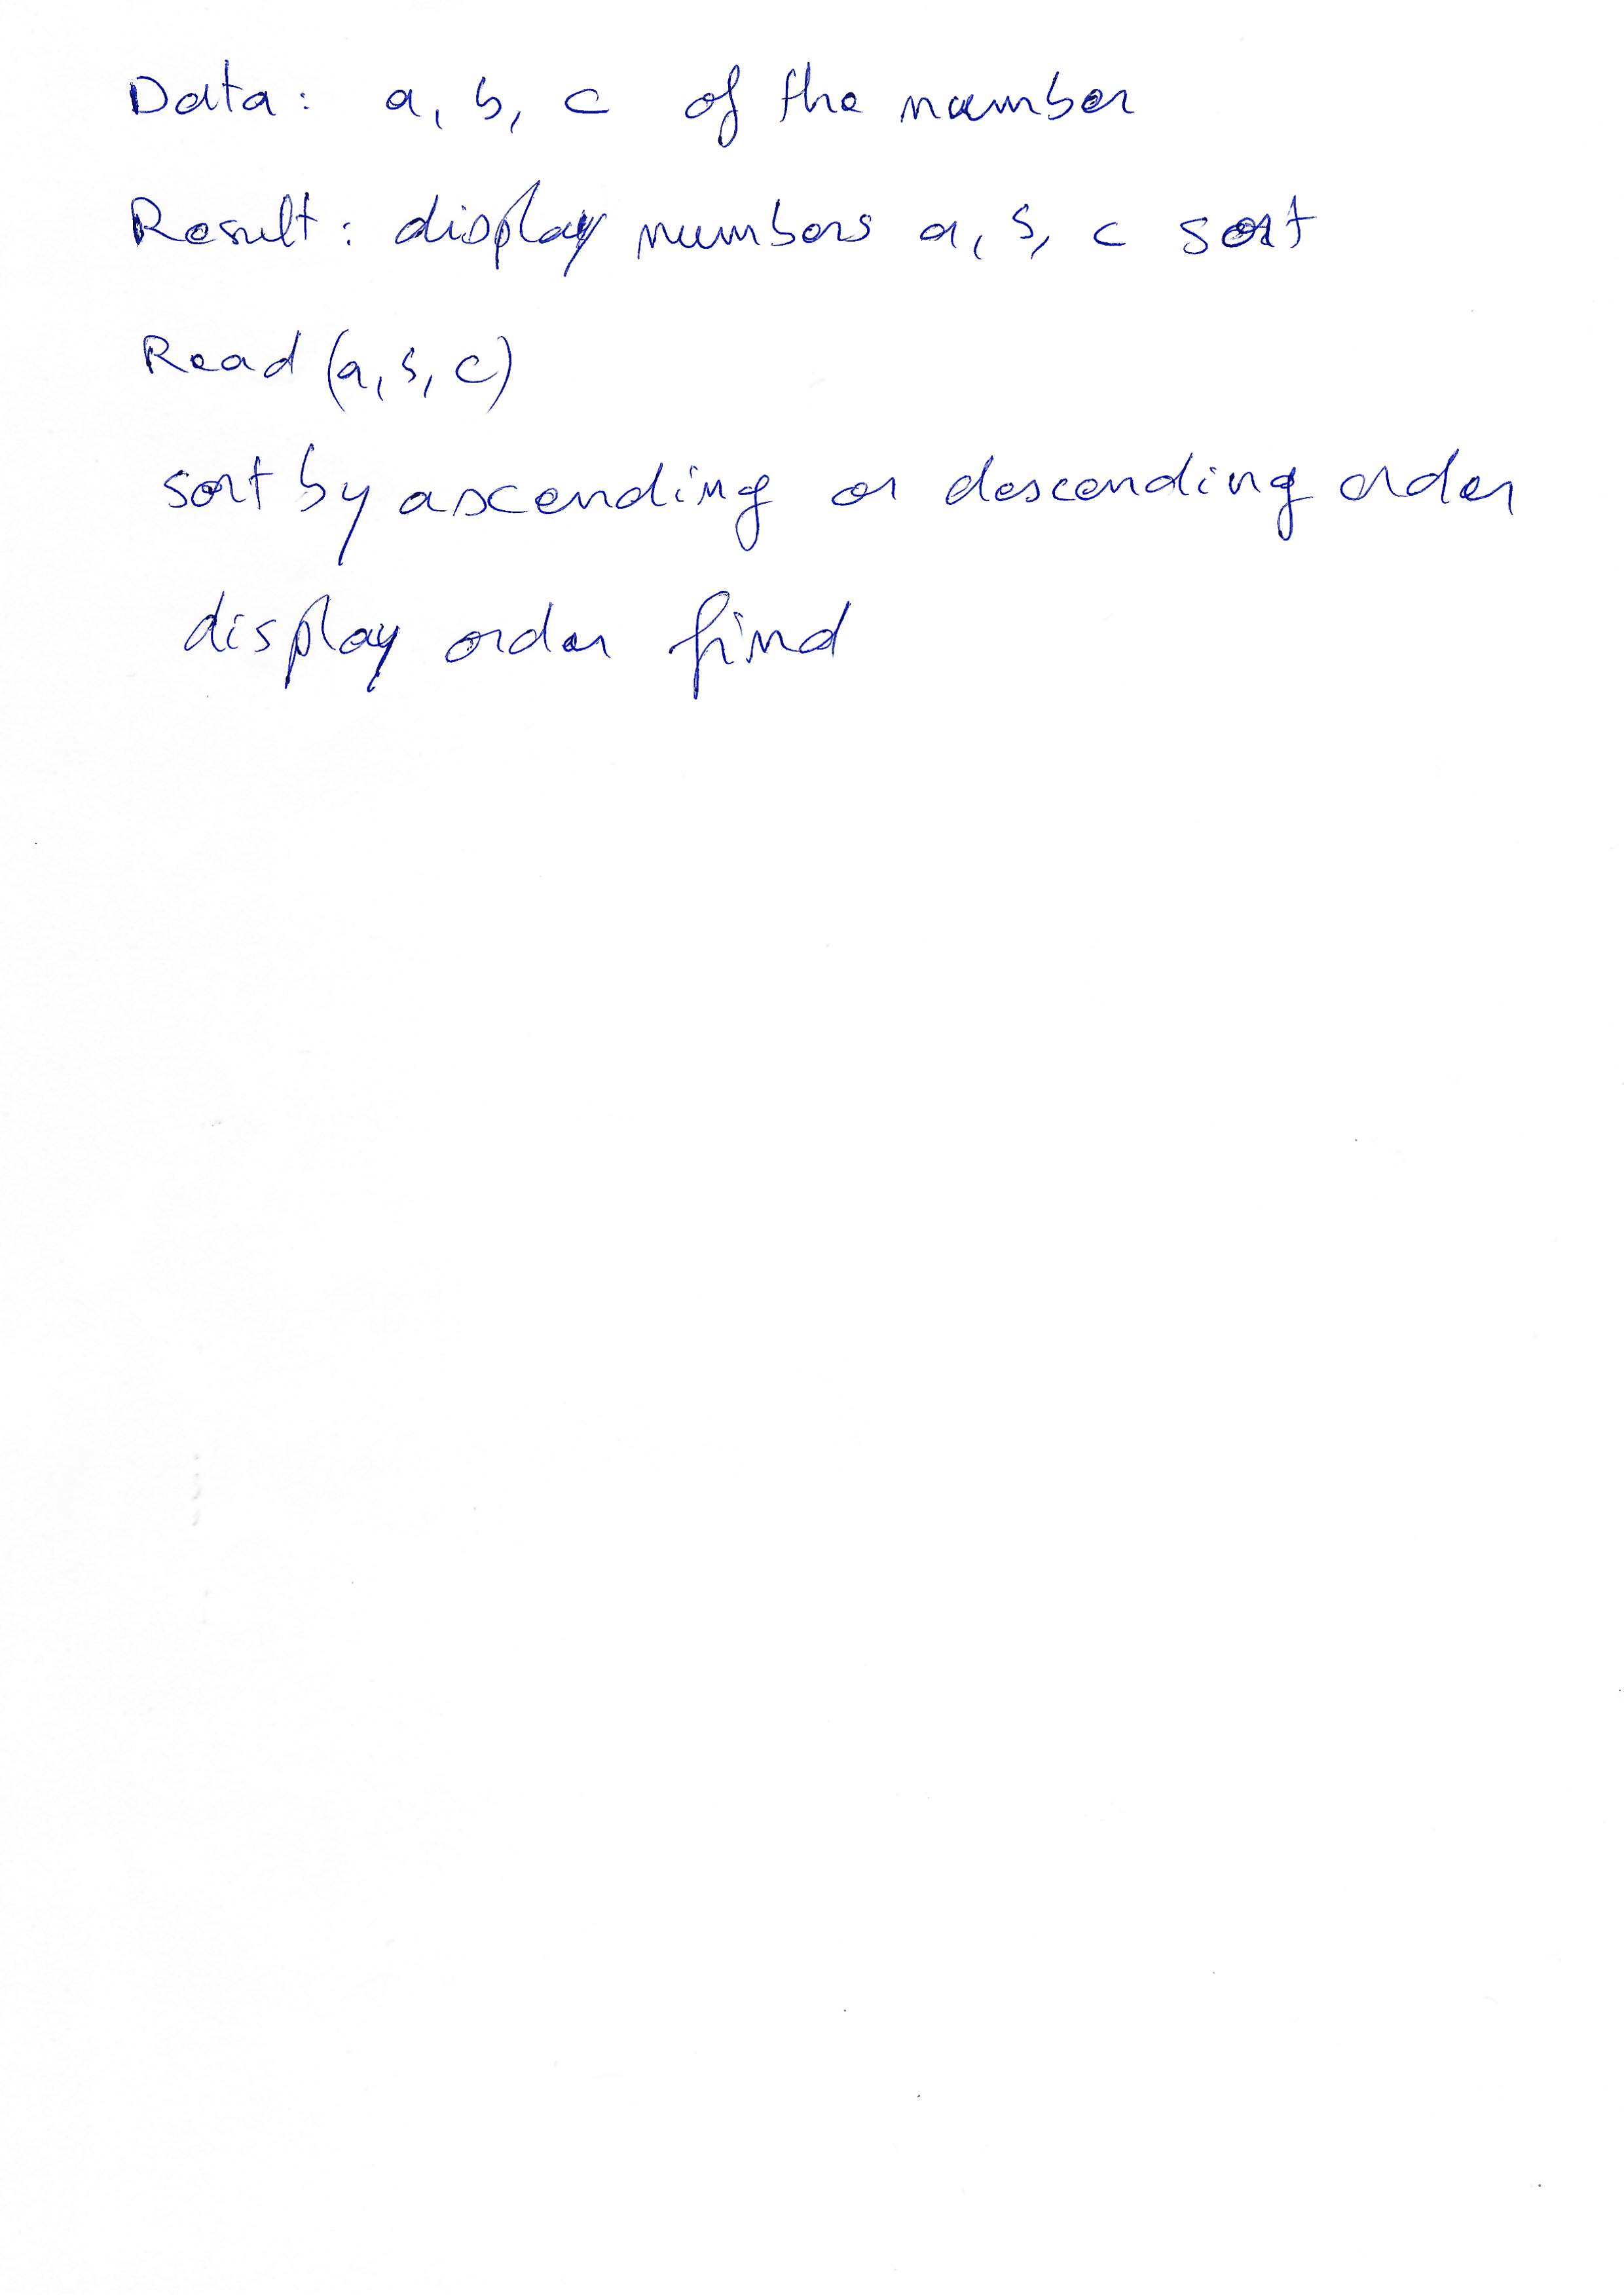 Data: a, b, c of the number
Result: display numbers a, b, c sort
Read (a, b, c)
sort by ascending or descending order
display order find